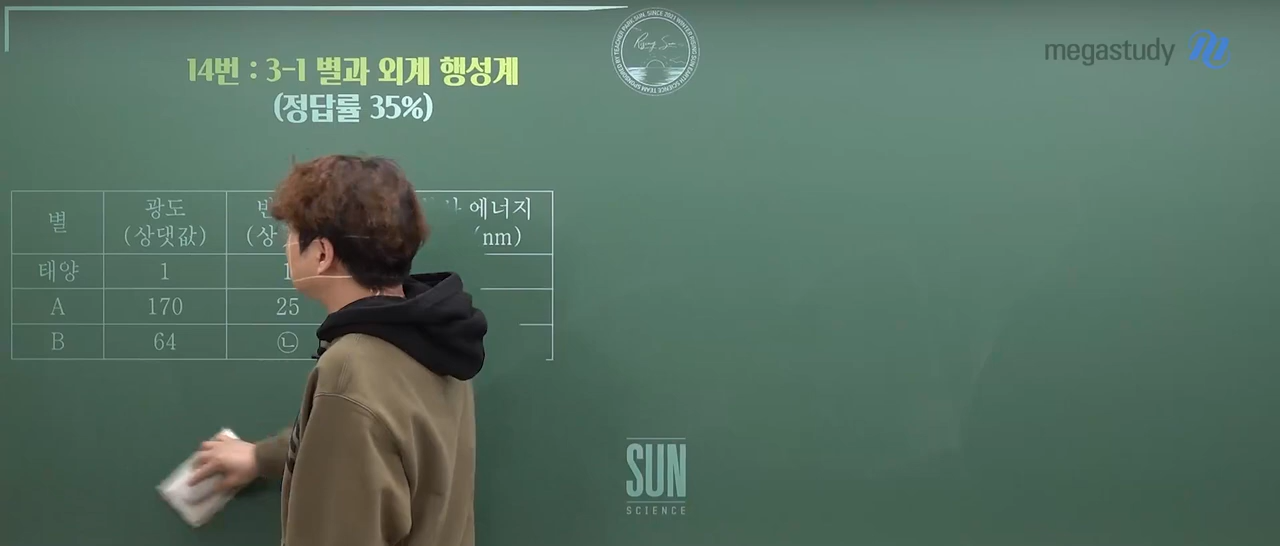 14번 : 3-1 별과 외계 행성계
(정답률 35%)
megastudy
별
광도
(상댓값)
에너지
태양
1
1
A
170
25
B
64
㉡
SUN
SCIENCE